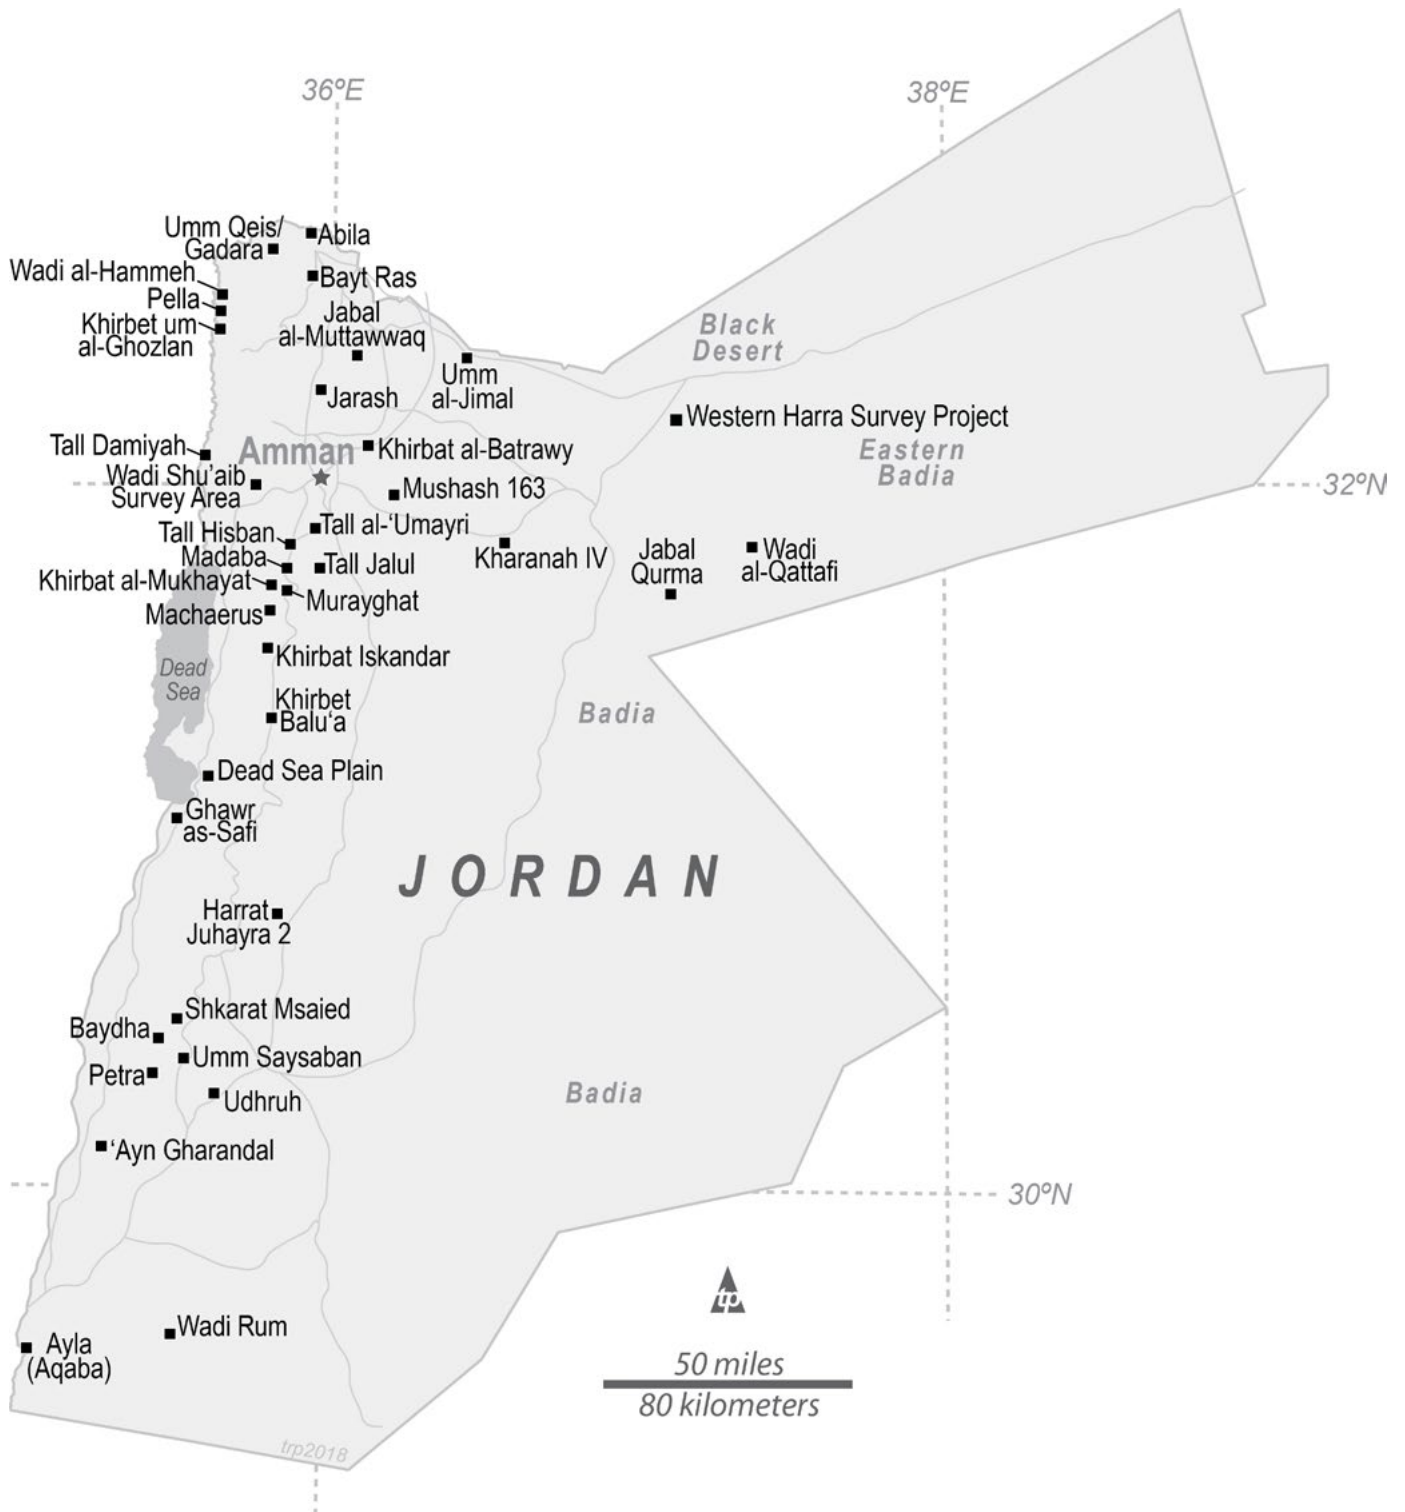 36ºE
38ºE
Umm Qeis/
Gadara
Abila
Wadi al-Hammeh
Bayt Ras
Pella
Khirbet um
al-Ghozlan
Jabal
al-Muttawwaq
Black
Desert
Umm
al-Jimal
Jarash
Western Harra Survey Project
Tall Damiyah
Amman
Khirbat al-Batrawy
Eastern
Badia
Wadi Shu’aib
Survey Area
Mushash 163
32ºN
Tall Hisban
Tall al-‘Umayri
Madaba
Tall Jalul
Kharanah IV
Jabal
Qurma
Wadi
al-Qattafi
Khirbat al-Mukhayat
Murayghat
Machaerus
Khirbat Iskandar
Dead
Sea
Khirbet
Balu‘a
Badia
Dead Sea Plain
Ghawr
as-Safi
JORDAN
Harrat
Juhayra 2
Shkarat Msaied
Baydha
Umm Saysaban
Petra
Udhruh
Badia
‘Ayn Gharandal
30ºN
tp
Wadi Rum
Ayla
(Aqaba)
50 miles
80 kilometers
trp2018